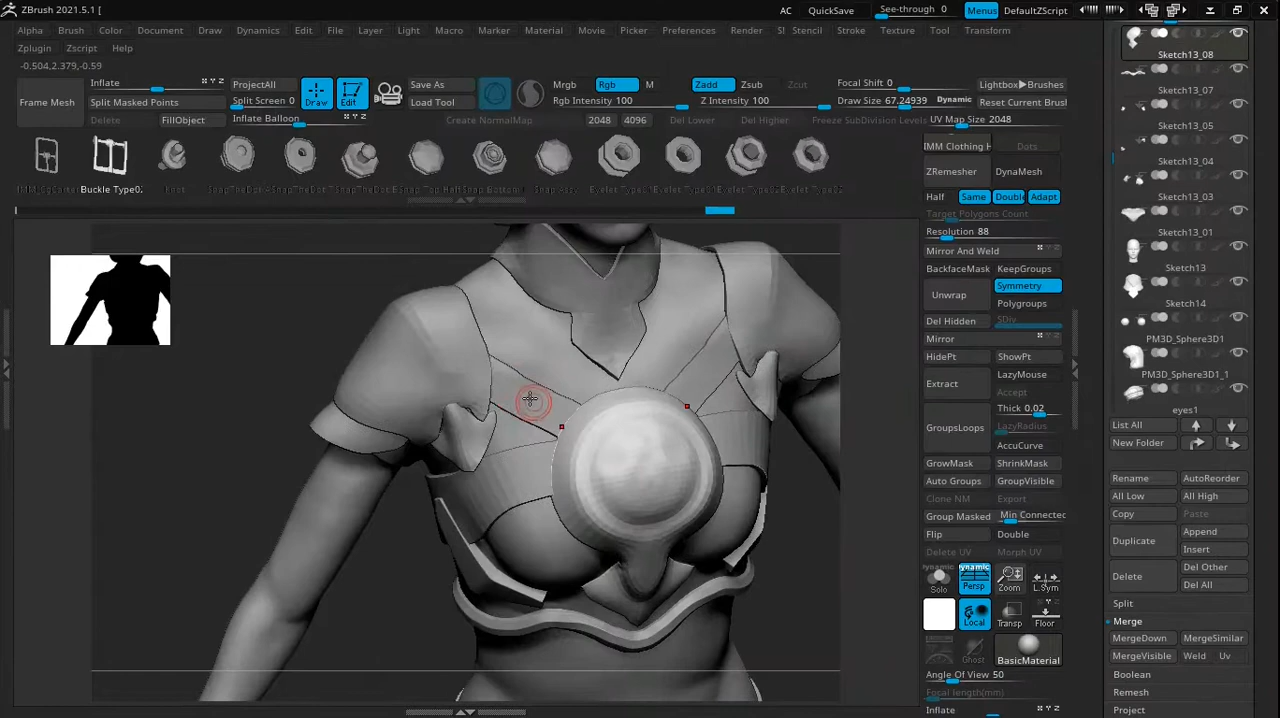 ZBrush 2021.5.1 [
AC QuickSave See-through 0 Menus DefaultZScript
Alpha Brush Color Document Draw Dynamics Edit File Layer Light Macro Marker Material Movie Picker Preferences Render Sl Stencil Stroke Texture Tool Transform
Zplugin Zscript Help
-0.504,2.379,-0.59
Frame Mesh
Inflate
Split Masked Points
Delete
ProjectAll
Split Screen 0
FillObject
Inflate Balloon
Draw Edit
Save As
Load Tool
Create NormalMap
Mrgb Rgb M
Rgb Intensity 100
2048 4096
Zadd Zsub Zcut
Z Intensity 100
Del Lower Del Higher
Focal Shift 0
Draw Size 67.24939 Dynamic
Freeze SubDivision Levels
Lightbox▶Brushes
Reset Current Brus
UV Map Size 2048
Buckle Type02
IMM Clothing H Dots
ZRemesher DynaMesh
Half Same Doubl Adapt
Target Polygons Count
Resolution 88
Mirror And Weld
BackfaceMask KeepGroups
Unwrap Symmetry
Polygroups
Del Hidden SDiv
Mirror
HidePt ShowPt
Extract LazyMouse
Accept
Thick 0.02
GroupsLoops LazyRadius
AccuCurve
GrowMask ShrinkMask
Auto Groups GroupVisible
Clone NM Export
Group Masked Min Connected
Flip Double
Delete UV Morph UV
Dynamic
Solo Persp Zoom L.Sym
Local Transp Floor
Ghost BasicMaterial
Angle Of View 50
Focal length(mm)
Inflate
Sketch13_08
Sketch13_07
Sketch13_05
Sketch13_04
Sketch13_03
Sketch13_01
Sketch13
Sketch14
PM3D_Sphere3D1
PM3D_Sphere3D1_1
eyes1
List All
New Folder
Rename AutoReorder
All Low All High
Copy Paste
Duplicate Append
Insert
Delete Del Other
Del All
Split
Merge
MergeDown MergeSimilar
MergeVisible Weld Uv
Boolean
Remesh
Project